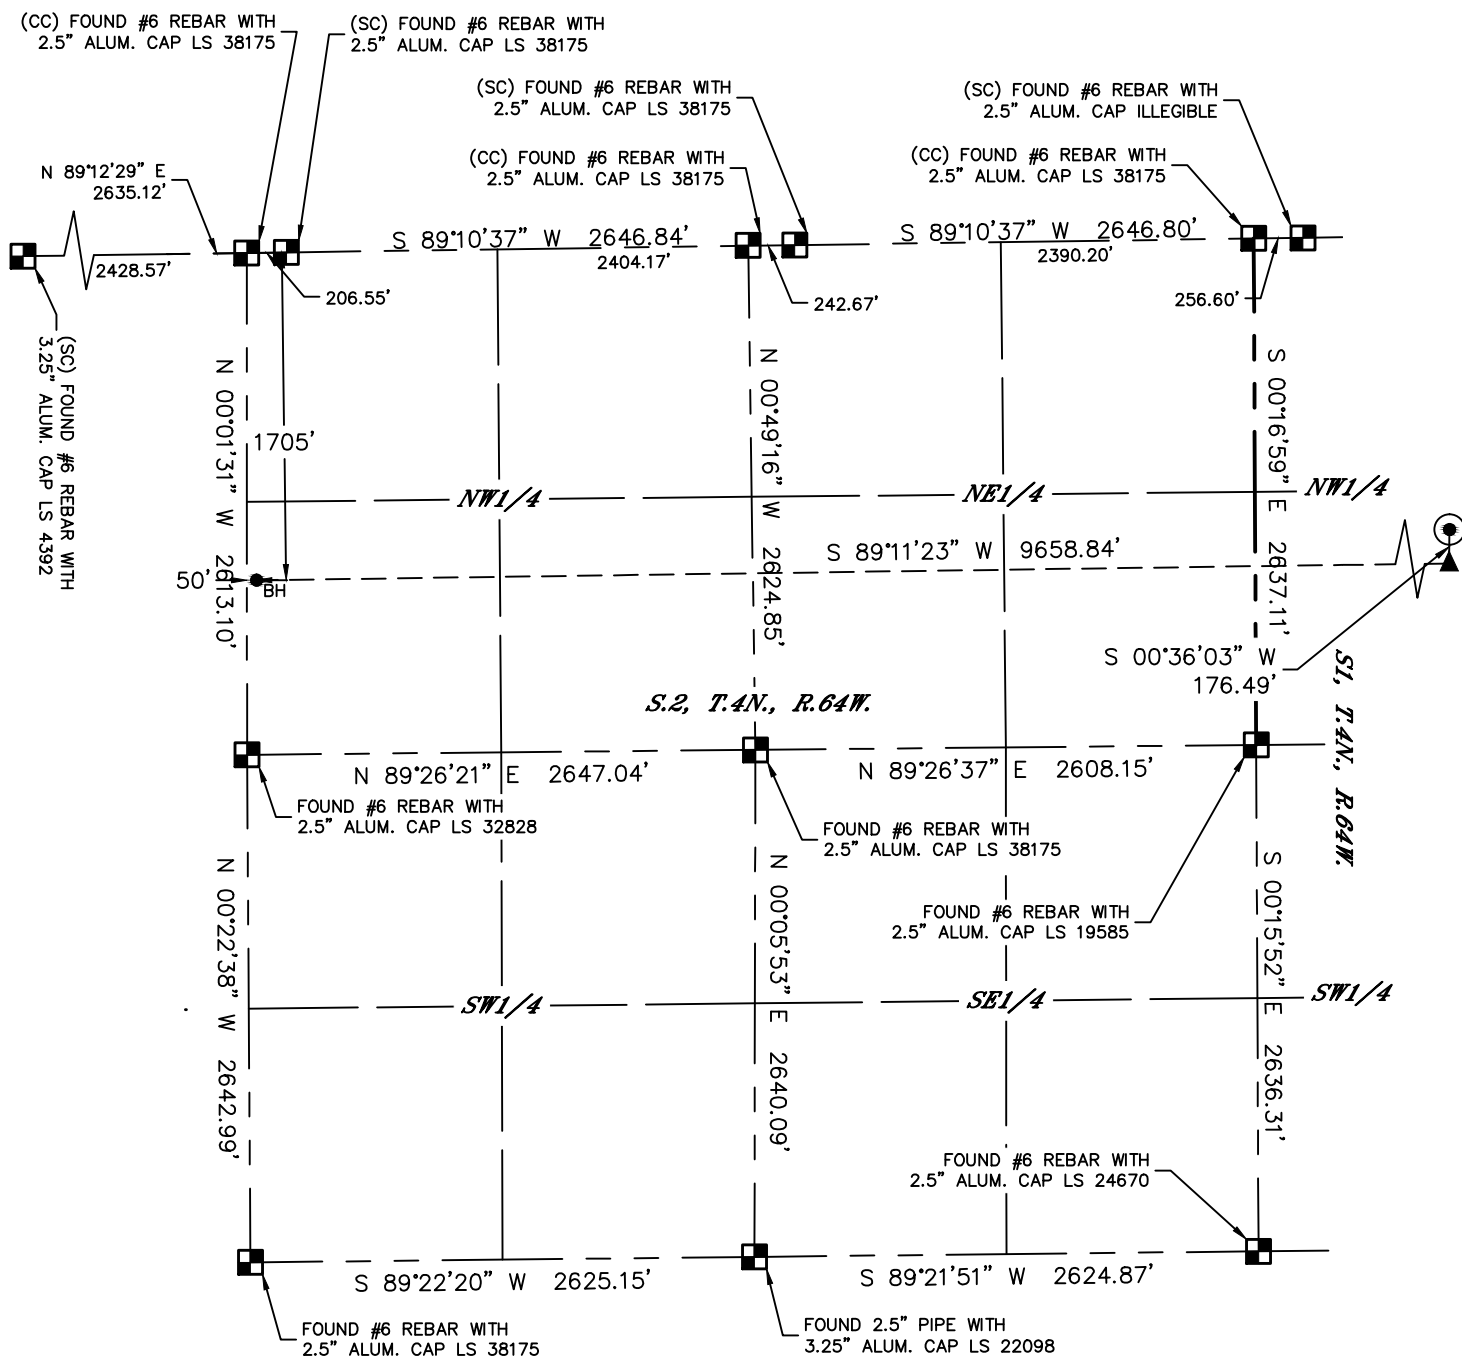 (CC) FOUND #6 REBAR WITH
2.5" ALUM. CAP LS 38175
(SC) FOUND #6 REBAR WITH
2.5" ALUM. CAP LS 38175
(SC) FOUND #6 REBAR WITH
2.5" ALUM. CAP LS 38175
(SC) FOUND #6 REBAR WITH
2.5" ALUM. CAP ILLEGIBLE
(CC) FOUND #6 REBAR WITH
2.5" ALUM. CAP LS 38175
(CC) FOUND #6 REBAR WITH
2.5" ALUM. CAP LS 38175
N 89°12'29" E
2635.12'
S 89°10'37" W 2646.84'
S 89°10'37" W 2646.80'
2428.57'
2404.17'
2390.20'
206.55'
242.67'
256.60'
(SC) FOUND #6 REBAR WITH
3.25" ALUM. CAP LS 4392
N 00°01'31" W 2613.10'
1705'
N 00°49'16" W 2624.85'
S 00°16'59" E 2637.11'
NW1/4
NE1/4
NW1/4
S 89°11'23" W 9658.84'
50'
BH
S 00°36'03" W
176.49'
S.2, T.4N., R.64W.
S1, T.4N., R.64W.
N 89°26'21" E 2647.04'
N 89°26'37" E 2608.15'
FOUND #6 REBAR WITH
2.5" ALUM. CAP LS 32828
FOUND #6 REBAR WITH
2.5" ALUM. CAP LS 38175
FOUND #6 REBAR WITH
2.5" ALUM. CAP LS 19585
N 00°22'38" W 2642.99'
N 00°05'53" E 2640.09'
S 00°15'52" E 2636.31'
SW1/4
SE1/4
SW1/4
FOUND #6 REBAR WITH
2.5" ALUM. CAP LS 24670
S 89°22'20" W 2625.15'
S 89°21'51" W 2624.87'
FOUND #6 REBAR WITH
2.5" ALUM. CAP LS 38175
FOUND 2.5" PIPE WITH
3.25" ALUM. CAP LS 22098